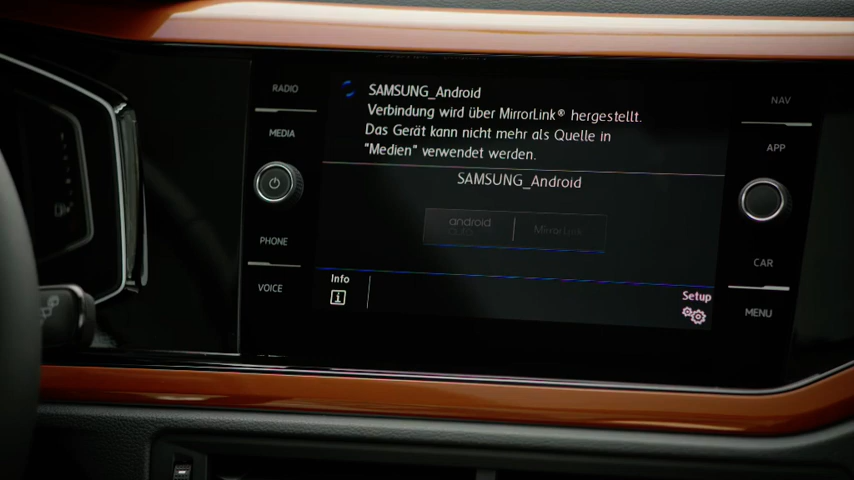 RADIO
MEDIA
PHONE
VOICE
SAMSUNG_Android
Verbindung wird über MirrorLink® hergestellt.
Das Gerät kann nicht mehr als Quelle in
"Medien" verwendet werden.
SAMSUNG_Android
android
auto
MirrorLink
Info
Setup
NAV
APP
CAR
MENU